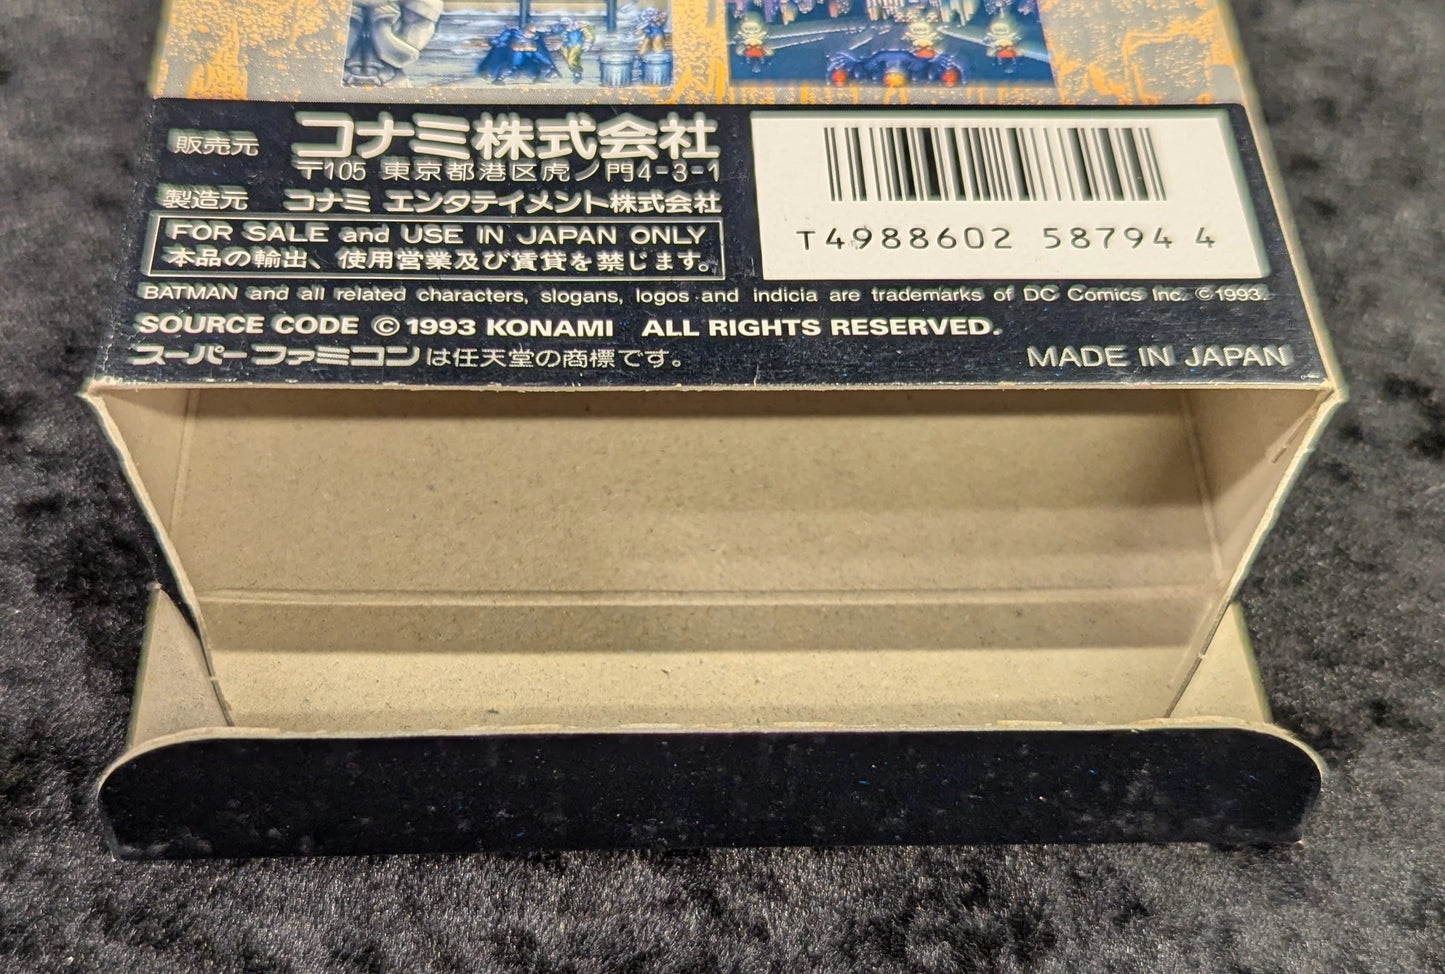 販売元 コナミ株式会社
〒105 東京都港区虎ノ門4-3-1
製造元 コナミ エンタテイメント株式会社
FOR SALE and USE IN JAPAN ONLY
本品の輸出、使用営業及び賃貸を禁じます。
T4988602 58794 4
BATMAN and all related characters, slogans, logos and indicia are trademarks of DC Comics Inc. ©1993.
SOURCE CODE ©1993 KONAMI ALL RIGHTS RESERVED.
スーパーファミコンは任天堂の商標です。
MADE IN JAPAN